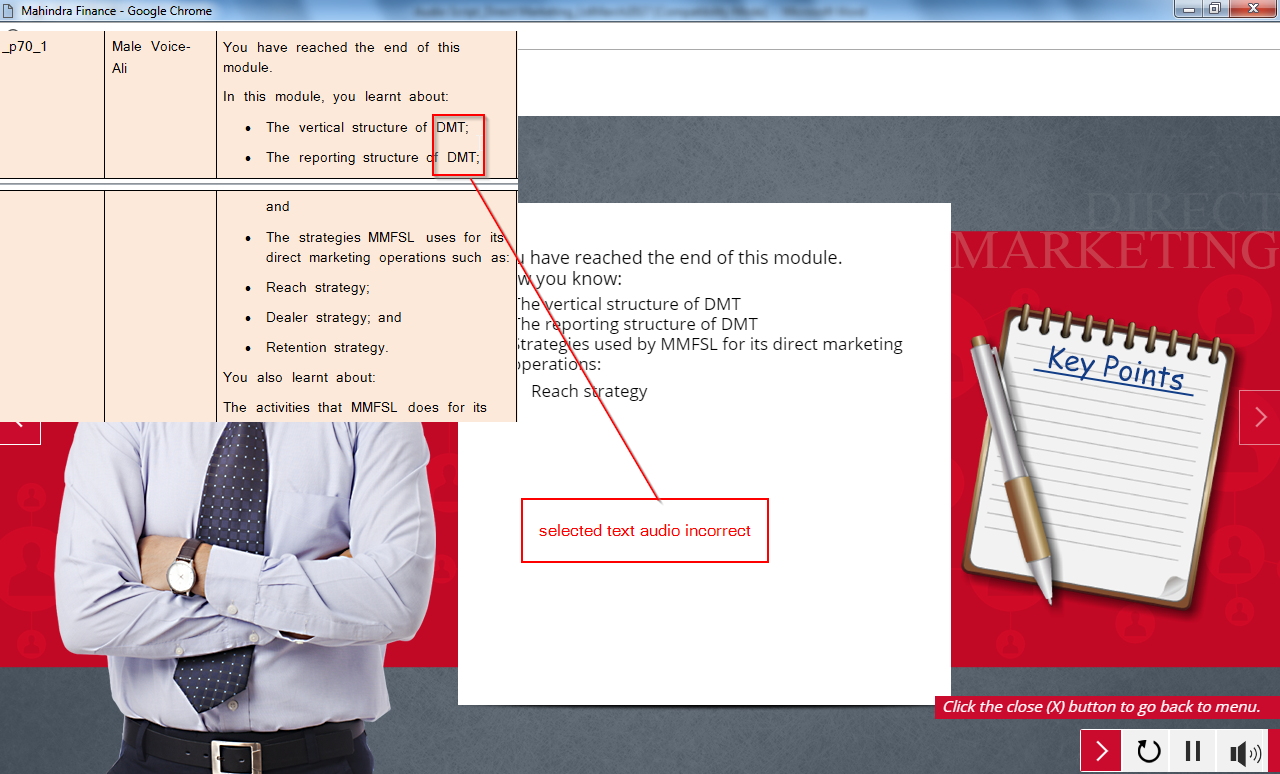 Mahindra Finance - Google Chrome
_p70_1
Male Voice-
Ali
You have reached the end of this
module.
In this module, you learnt about:
• The vertical structure of DMT;
• The reporting structure of DMT;
and
• The strategies MMFSL uses for its
direct marketing operations such as:
• Reach strategy;
• Dealer strategy; and
• Retention strategy.
You also learnt about:
The activities that MMFSL does for its
DIRECT
MARKETING
have reached the end of this module.
you know:
The vertical structure of DMT
The reporting structure of DMT
Strategies used by MMFSL for its direct marketing
operations:
Reach strategy
Key Points
selected text audio incorrect
Click the close (X) button to go back to menu.